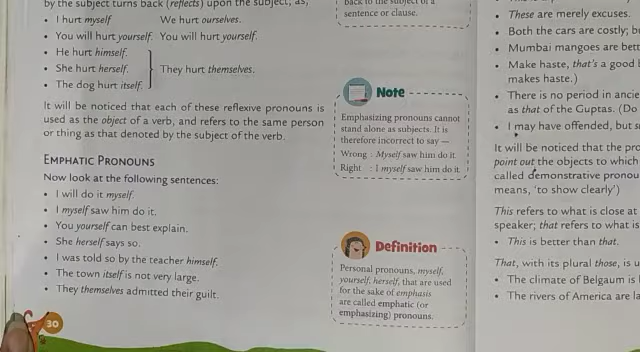 by the subject turns back (reflects) upon the subject, as,
• I hurt myself We hurt ourselves.
• You will hurt yourself. You will hurt yourself.
• He hurt himself.
• She hurt herself. They hurt themselves.
• The dog hurt itself.
It will be noticed that each of these reflexive pronouns is
used as the object of a verb, and refers to the same person
or thing as that denoted by the subject of the verb.
EMPHATIC PRONOUNS
Now look at the following sentences:
• I will do it myself.
• I myself saw him do it.
• You yourself can best explain.
• She herself says so.
• I was told so by the teacher himself.
• The town itself is not very large.
• They themselves admitted their guilt.
30
back to the subject of a
sentence or clause.
Note
Emphasizing pronouns cannot
stand alone as subjects. It is
therefore incorrect to say —
Wrong : Myself saw him do it.
Right : I myself saw him do it.
Definition
Personal pronouns, myself,
yourself, herself, that are used
for the sake of emphasis
are called emphatic (or
emphasizing) pronouns.
• These are merely excuses.
• Both the cars are costly;
• Mumbai mangoes are
• Make haste, that's a good
makes haste.)
• There is no period in
as that of the Guptas. (Do
• I may have offended, but
It will be noticed that the
point out the objects to which
called demonstrative
means, 'to show clearly')
This refers to what is close at
speaker; that refers to what is
• This is better than that.
That, with its plural those, is
• The climate of Belgaum is
• The rivers of America are